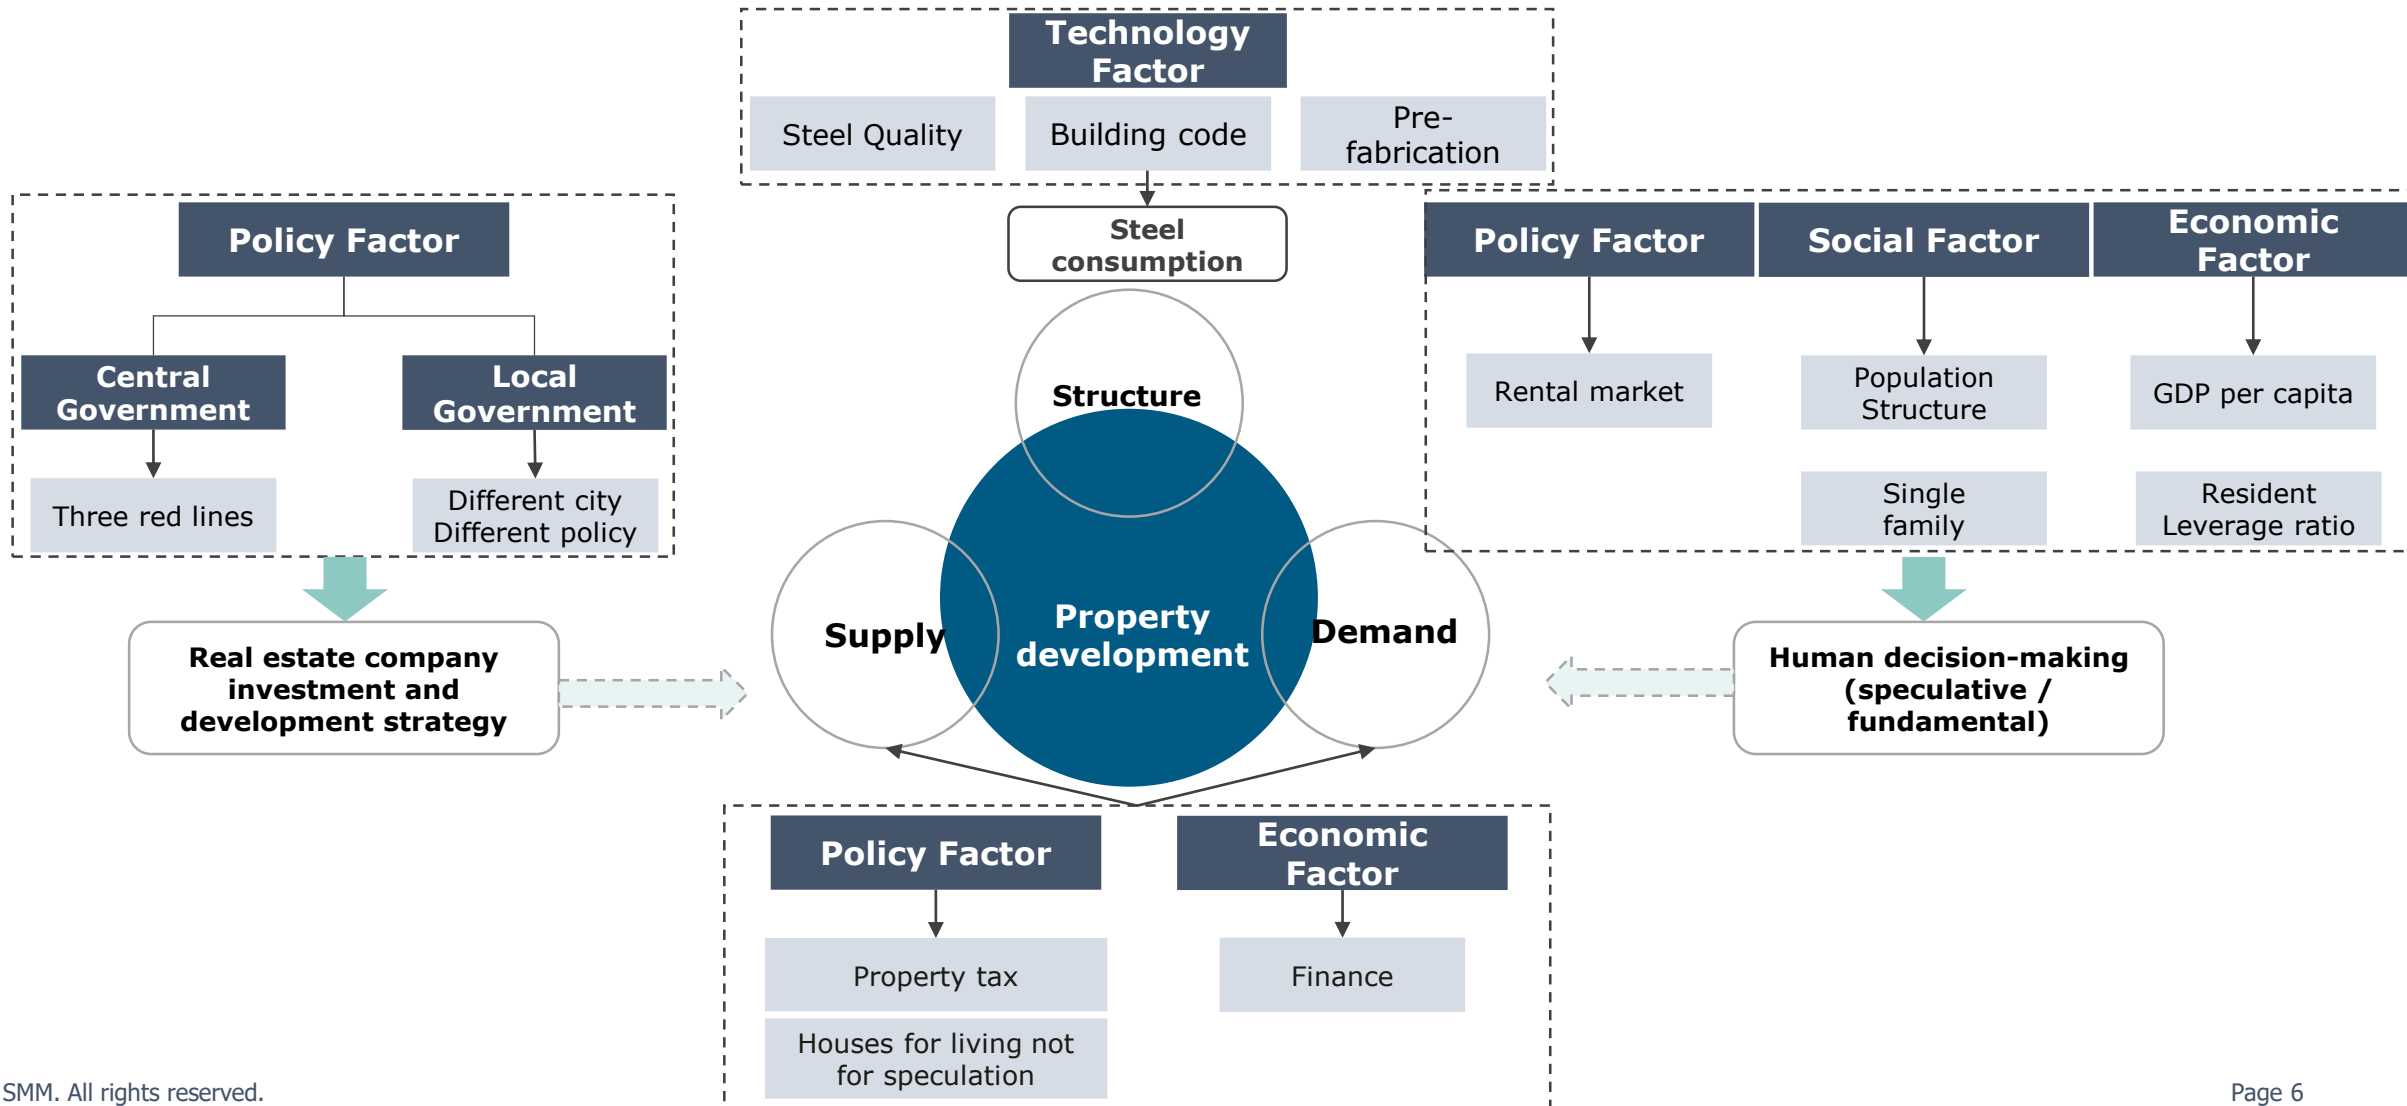 Technology
Factor
Steel Quality
Building code
Pre-
fabrication
Steel
consumption
Policy Factor
Central
Government
Local
Government
Three red lines
Different city
Different policy
Real estate company
investment and
development strategy
Policy Factor
Social Factor
Economic
Factor
Rental market
Population
Structure
GDP per capita
Single
family
Resident
Leverage ratio
Human decision-making
(speculative /
fundamental)
Structure
Supply
Property
development
Demand
Policy Factor
Economic
Factor
Property tax
Finance
Houses for living not
for speculation
SMM. All rights reserved.
Page 6